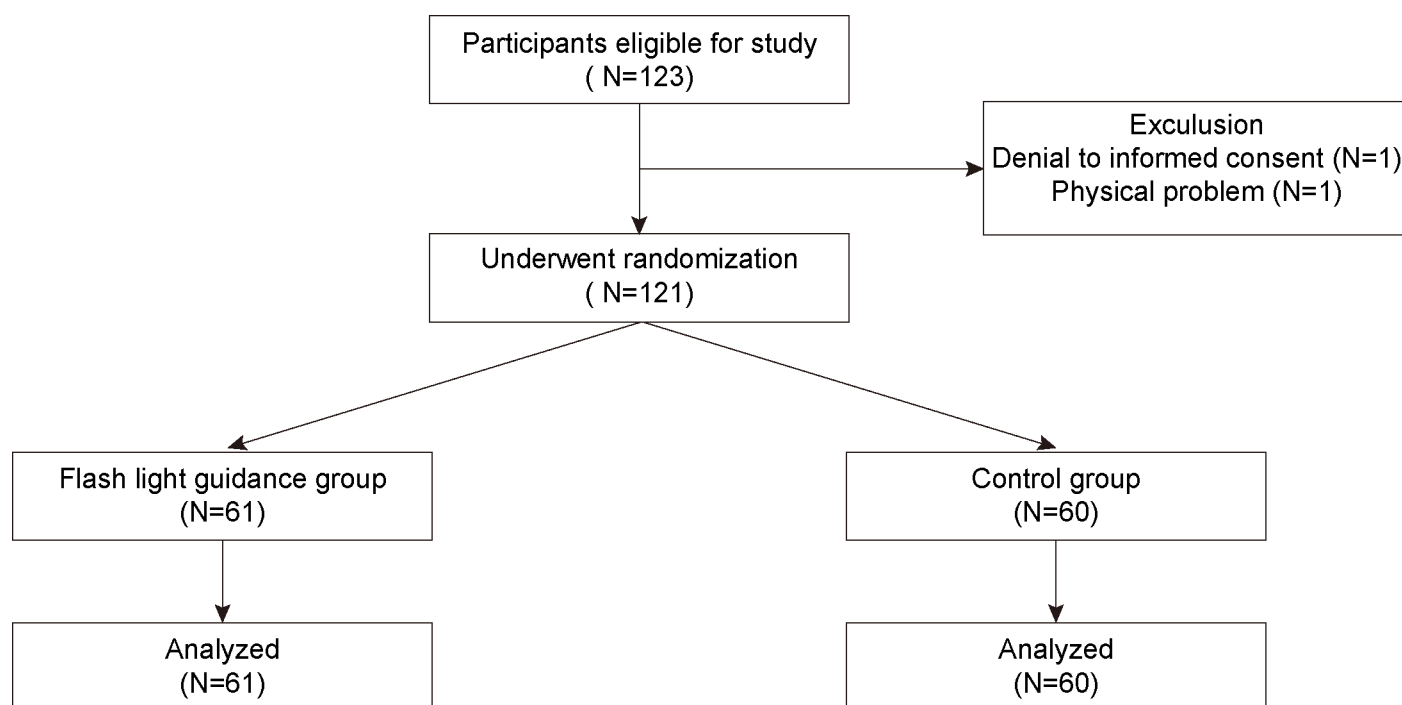 Participants eligible for study
( N=123)
Exculusion
Denial to informed consent (N=1)
Physical problem (N=1)
Underwent randomization
( N=121)
Flash light guidance group
(N=61)
Control group
(N=60)
Analyzed
(N=61)
Analyzed
(N=60)